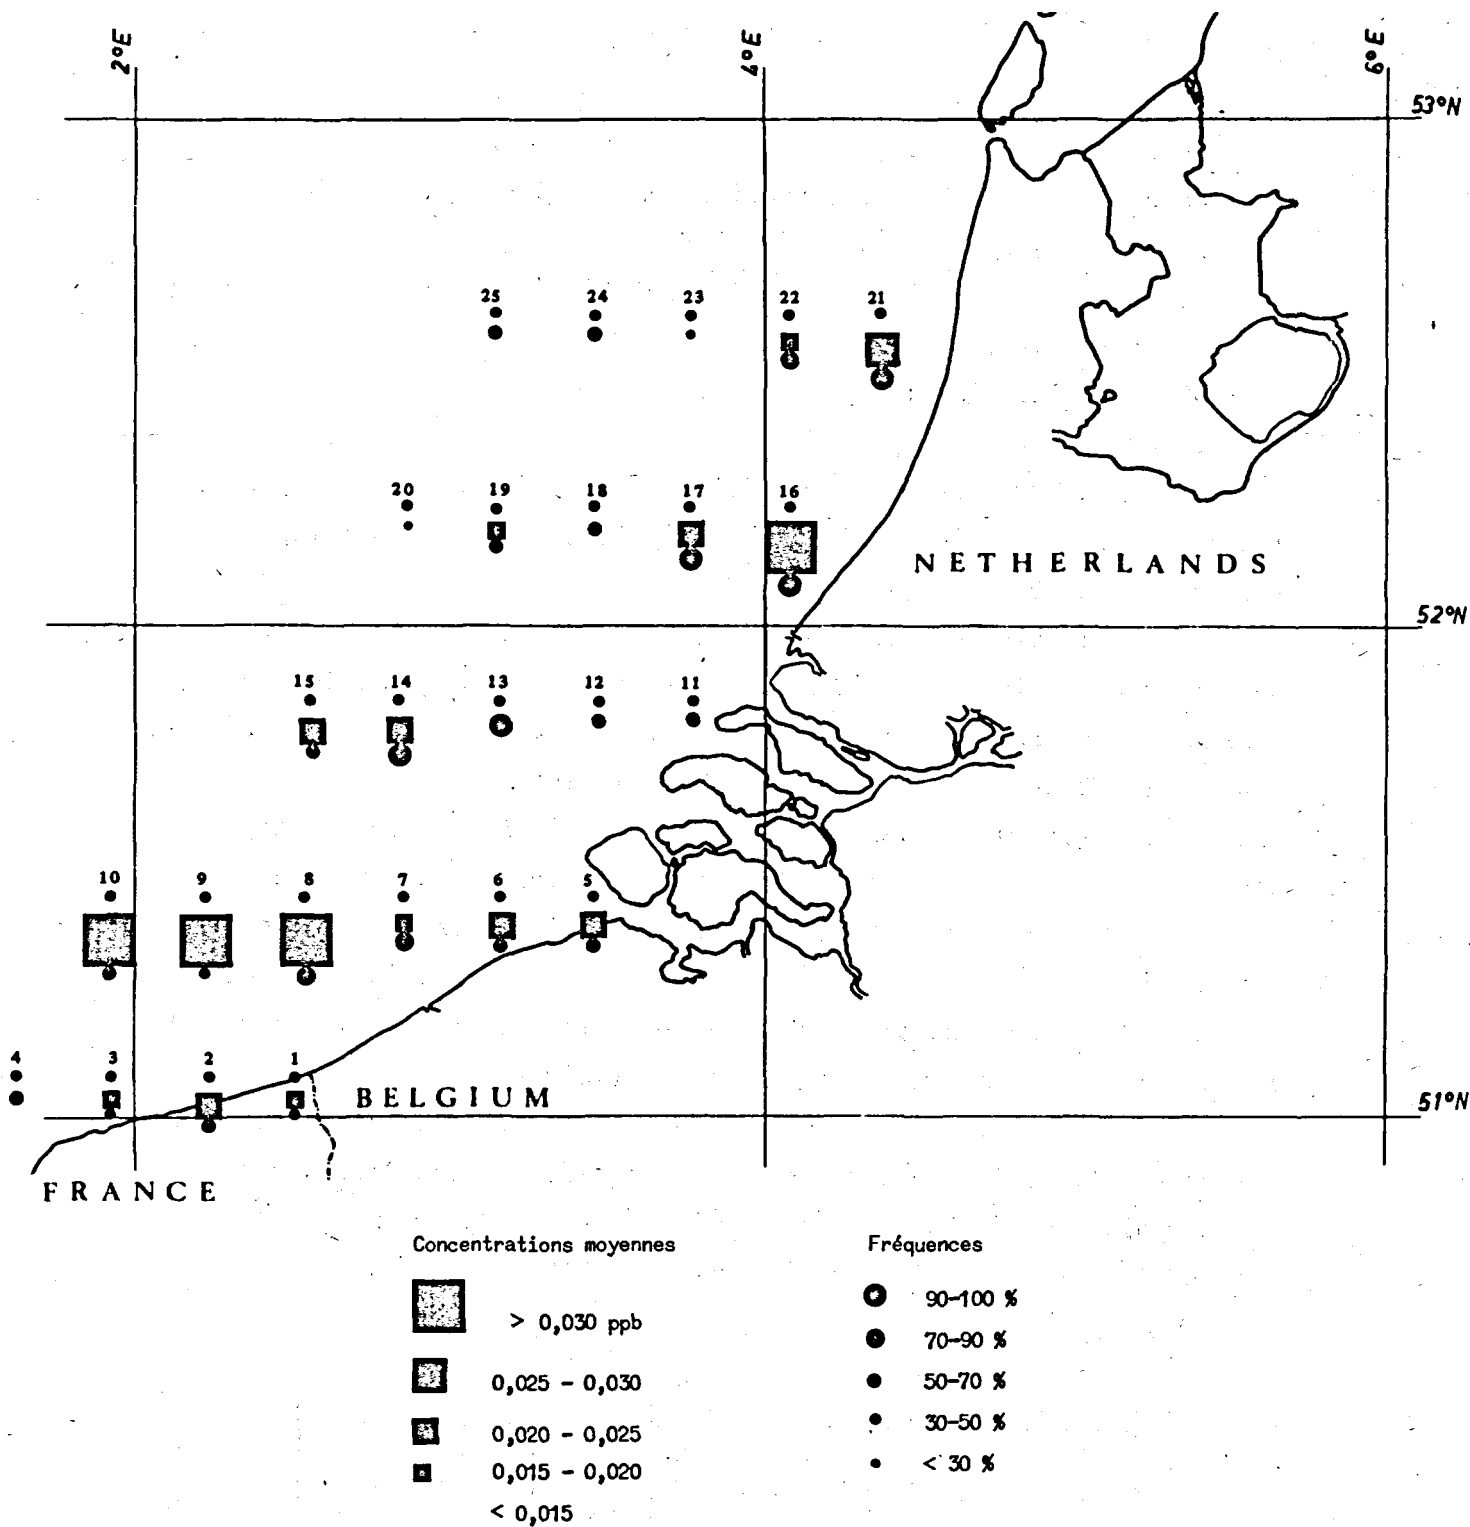 2°E
4°E
6°E
53°N
25 24 23 22 21
20 19 18 17 16
NETHERLANDS
52°N
15 14 13 12 11
10 9 8 7 6 5
4 3 2 1
BELGIUM
51°N
FRANCE
Concentrations moyennes
> 0,030 ppb
0,025 - 0,030
0,020 - 0,025
0,015 - 0,020
< 0,015
Fréquences
90-100 %
70-90 %
50-70 %
30-50 %
< 30 %